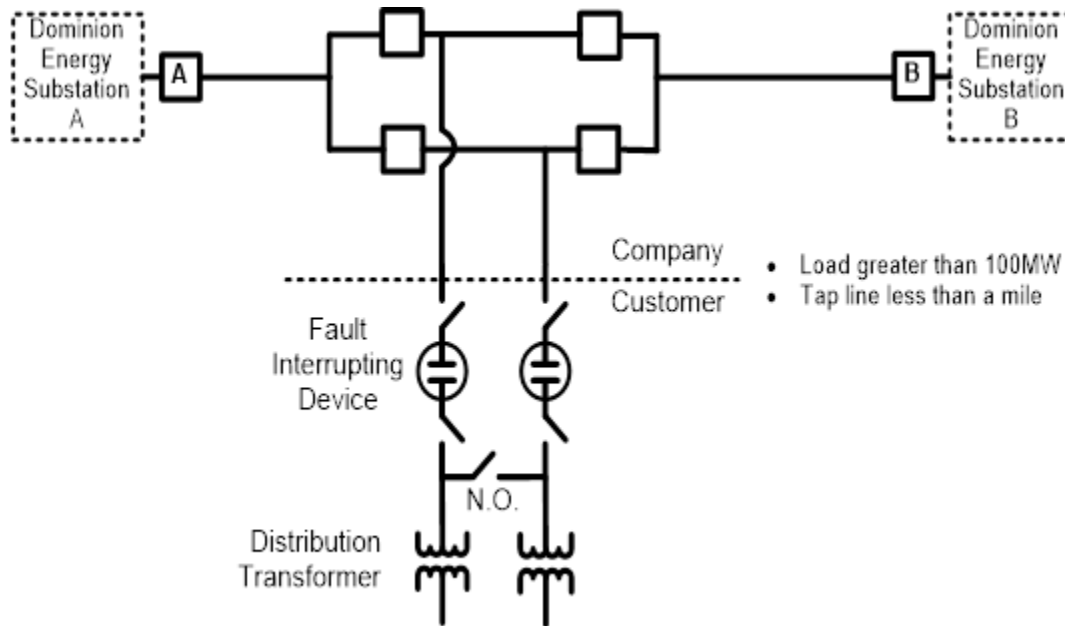 Dominion
Energy
Substation
A
A
B
Dominion
Energy
Substation
B
Company
Customer
• Load greater than 100MW
• Tap line less than a mile
Fault
Interrupting
Device
N.O.
Distribution
Transformer